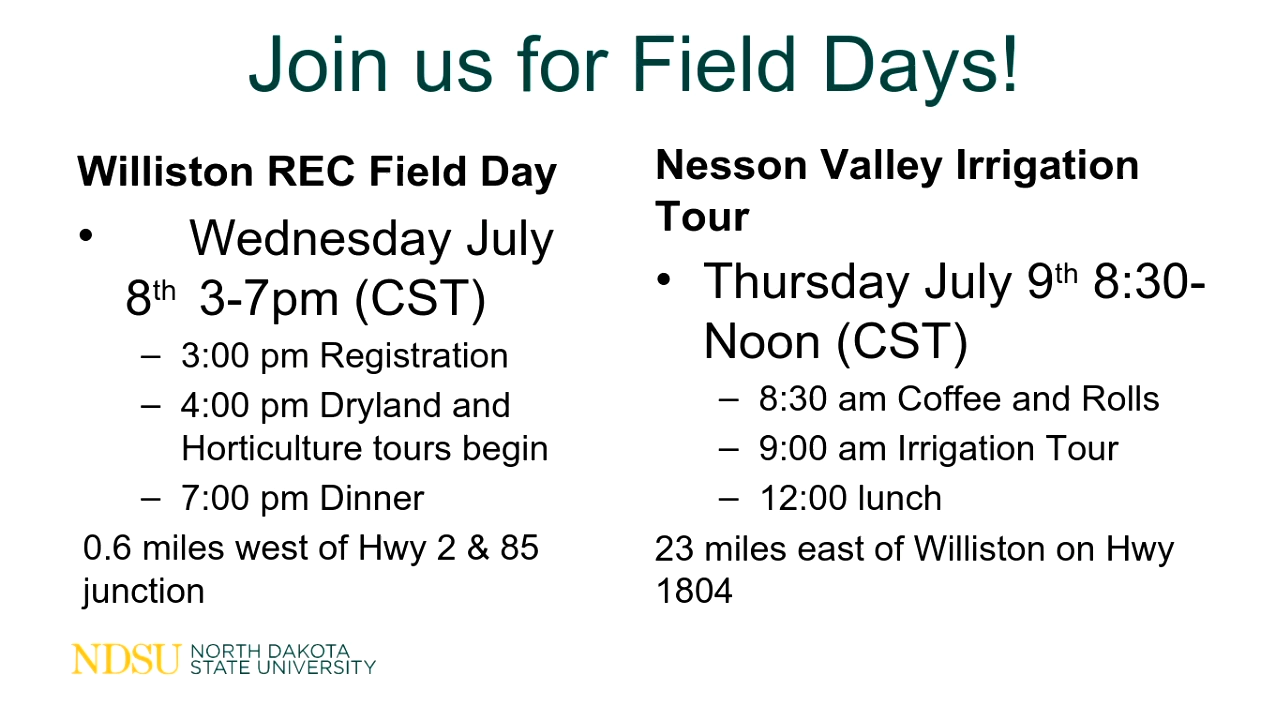 Join us for Field Days!
Williston REC Field Day
• Wednesday July
8th 3-7pm (CST)
– 3:00 pm Registration
– 4:00 pm Dryland and
Horticulture tours begin
– 7:00 pm Dinner
0.6 miles west of Hwy 2 & 85
junction
Nesson Valley Irrigation
Tour
• Thursday July 9th 8:30-
Noon (CST)
– 8:30 am Coffee and Rolls
– 9:00 am Irrigation Tour
– 12:00 lunch
23 miles east of Williston on Hwy
1804
NDSU NORTH DAKOTA
STATE UNIVERSITY